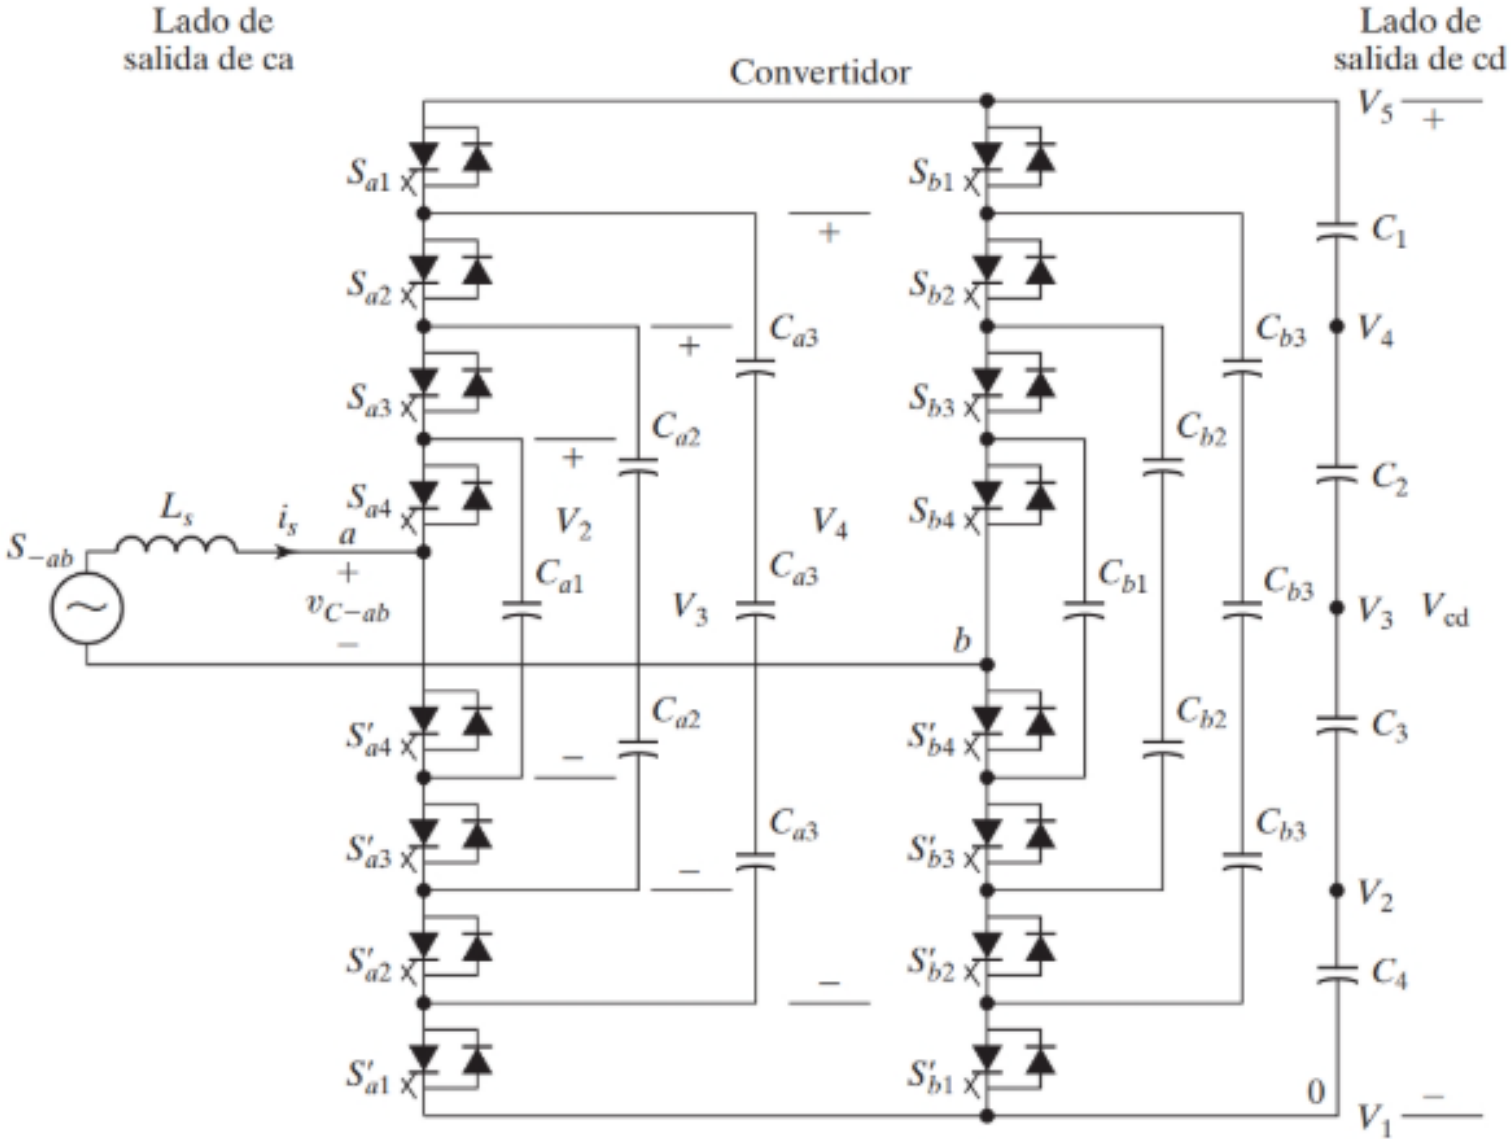 Lado de
salida de ca
Convertidor
Lado de
salida de cd
V5
+
Sa1
Sb1
+
C1
Sa2
Sb2
+
Ca3
Cb3
V4
Sa3
Sb3
Ca2
Cb2
+
C2
Sa4
Sb4
V2
V4
Ls
is
a
S−ab
+
Ca1
Ca3
Cb1
Cb3
vC−ab
V3
V3
Vcd
−
b
Ca2
Cb2
S′a4
S′b4
C3
−
Ca3
Cb3
S′a3
S′b3
−
V2
S′a2
S′b2
C4
−
S′a1
S′b1
0
−
V1